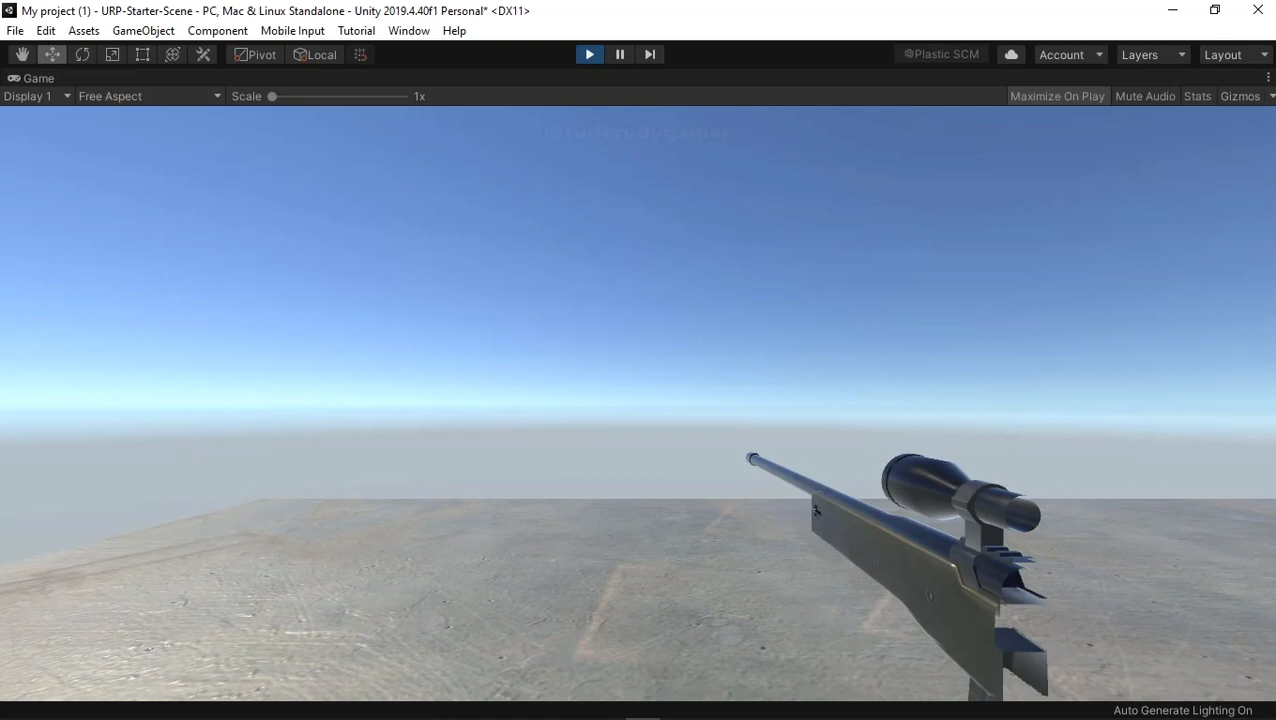 My project (1) - URP-Starter-Scene - PC, Mac & Linux Standalone - Unity 2019.4.40f1 Personal* <DX11>
File Edit Assets GameObject Component Mobile Input Tutorial Window Help
Pivot Local Plastic SCM Account Layers Layout
Game
Display 1 Free Aspect Scale 1x Maximize On Play Mute Audio Stats Gizmos
Auto Generate Lighting On